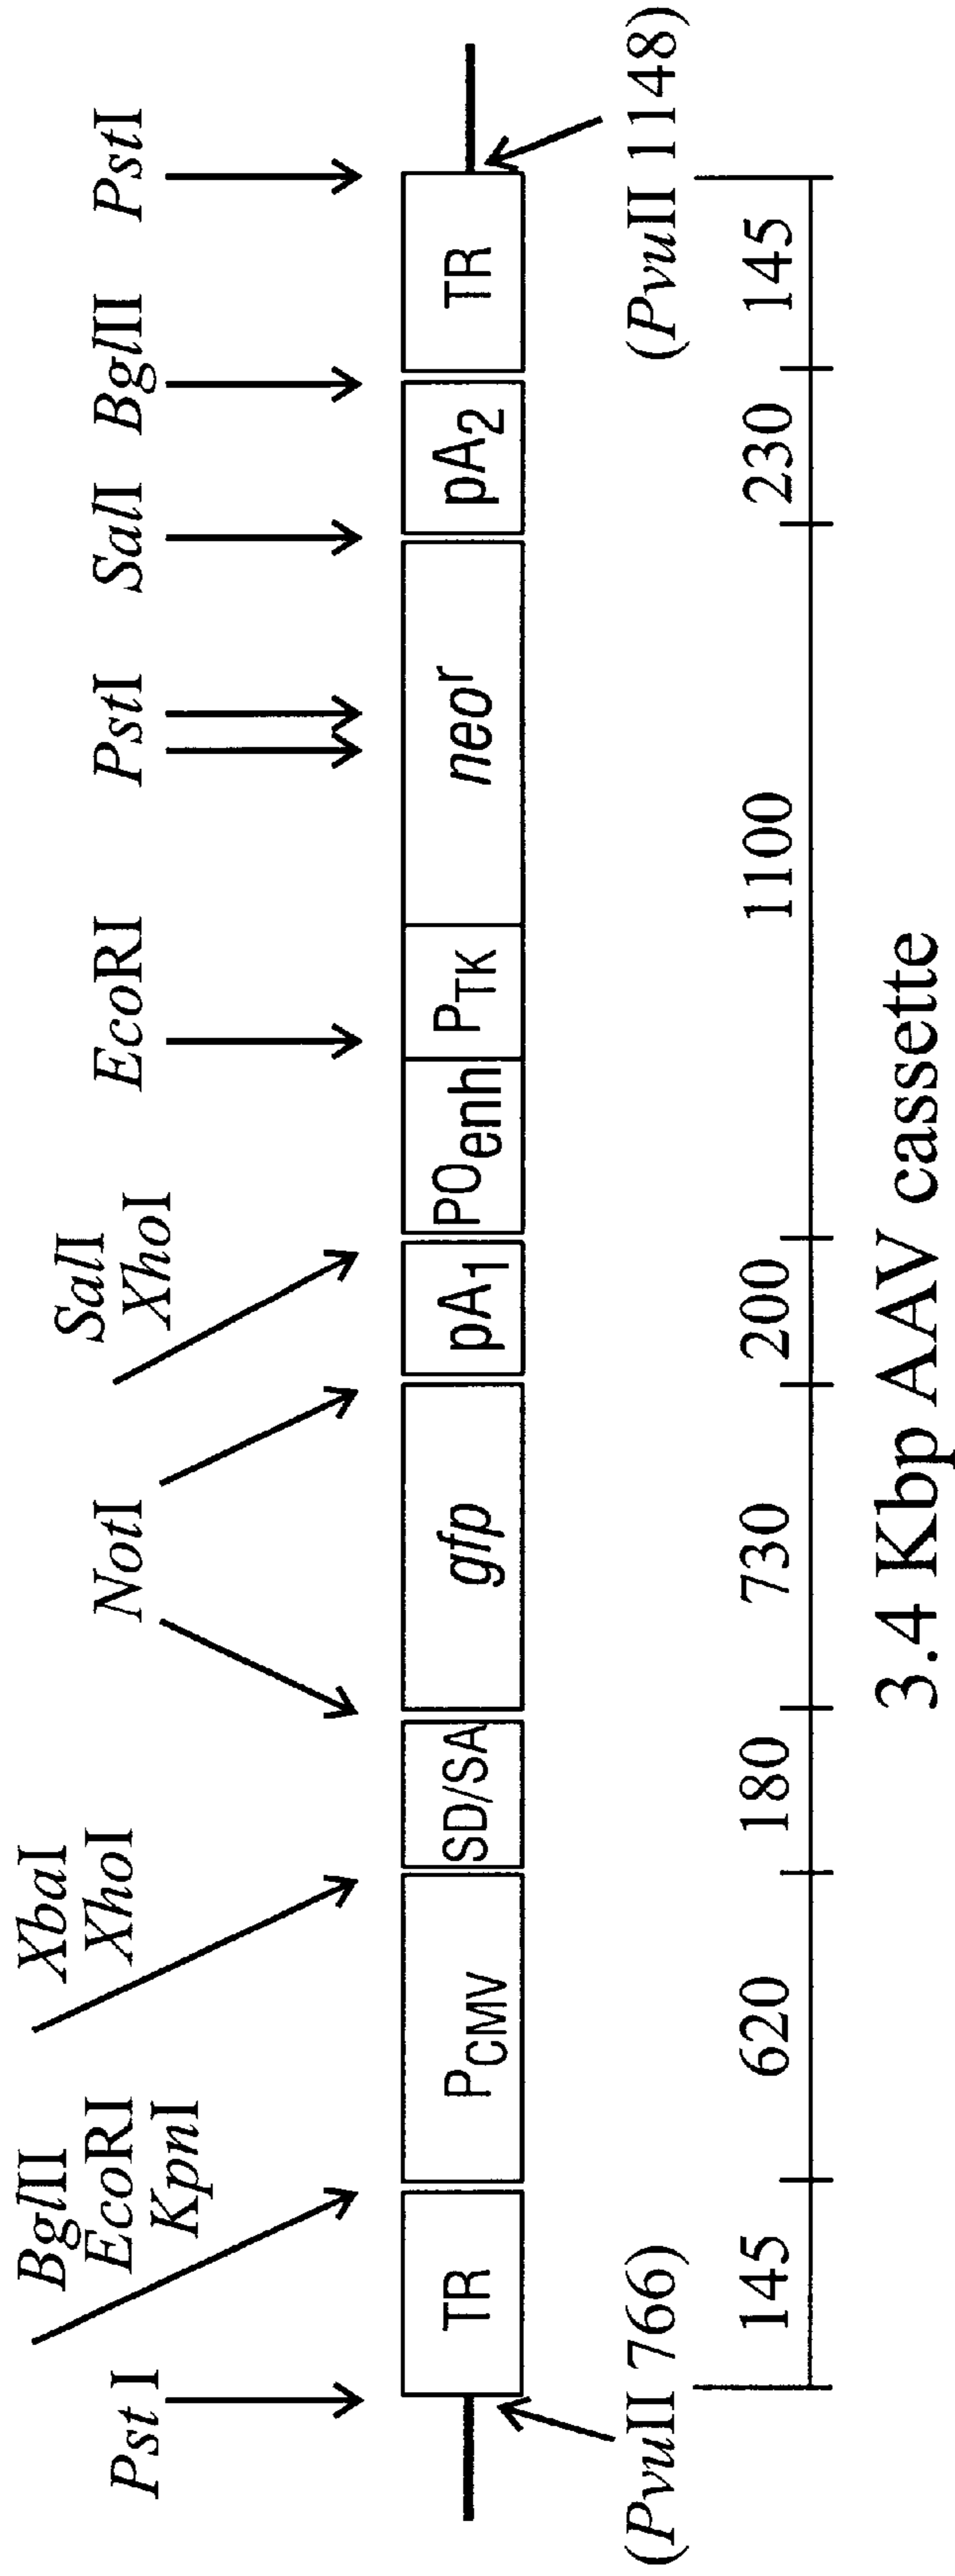 Pst I
BglII
EcoRI
KpnI
XbaI
XhoI
NotI
SalI
XhoI
EcoRI
PstI
SalI
BglII
PstI
TR
PCMV
SD/SA
gfp
pA1
POenh
PTK
neor
pA2
TR
(PvuII 766)
(PvuII 1148)
145
620
180
730
200
1100
230
145
3.4 Kbp AAV cassette